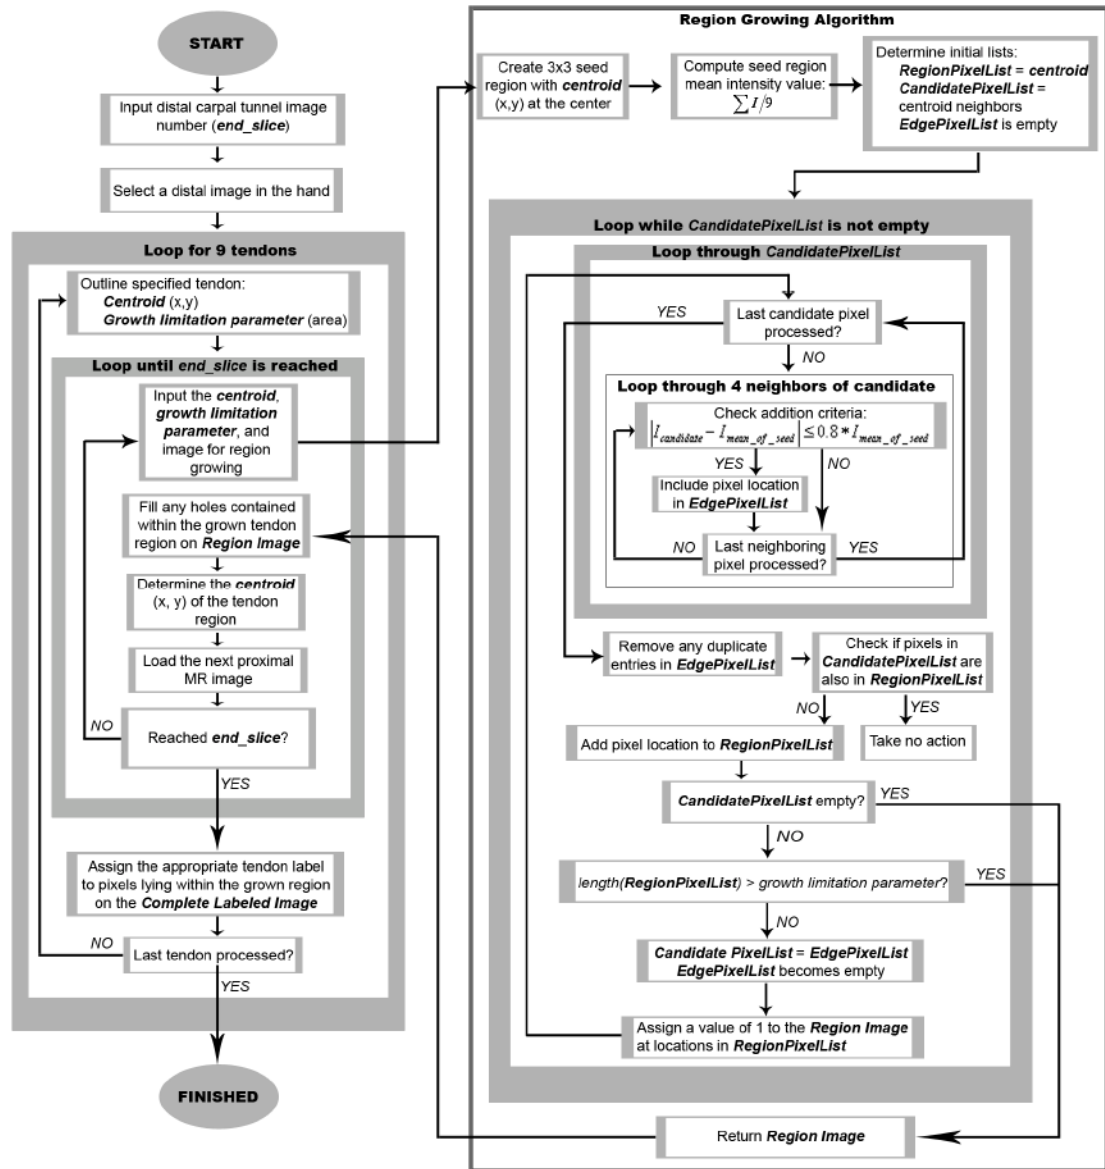 START
Input distal carpal tunnel image
number (end_slice)
Select a distal image in the hand
Loop for 9 tendons
Outline specified tendon:
Centroid (x,y)
Growth limitation parameter (area)
Loop until end_slice is reached
Input the centroid,
growth limitation
parameter, and
image for region
growing
Fill any holes contained
within the grown tendon
region on Region Image
Determine the centroid
(x, y) of the tendon
region
Load the next proximal
MR image
NO
Reached end_slice?
YES
Assign the appropriate tendon label
to pixels lying within the grown region
on the Complete Labeled Image
NO
Last tendon processed?
YES
FINISHED
Region Growing Algorithm
Create 3x3 seed
region with centroid
(x,y) at the center
Compute seed region
mean intensity value:
∑ I/9
Determine initial lists:
RegionPixelList = centroid
CandidatePixelList =
centroid neighbors
EdgePixelList is empty
Loop while CandidatePixelList is not empty
Loop through CandidatePixelList
YES
Last candidate pixel
processed?
NO
Loop through 4 neighbors of candidate
Check addition criteria:
|I_candidate − I_mean_of_seed| ≤ 0.8 * I_mean_of_seed
YES
NO
Include pixel location
in EdgePixelList
NO
Last neighboring
pixel processed?
YES
Remove any duplicate
entries in EdgePixelList
Check if pixels in
CandidatePixelList are
also in RegionPixelList
NO
YES
Add pixel location to RegionPixelList
Take no action
CandidatePixelList empty?
YES
NO
length(RegionPixelList) > growth limitation parameter?
YES
NO
Candidate PixelList = EdgePixelList
EdgePixelList becomes empty
Assign a value of 1 to the Region Image
at locations in RegionPixelList
Return Region Image